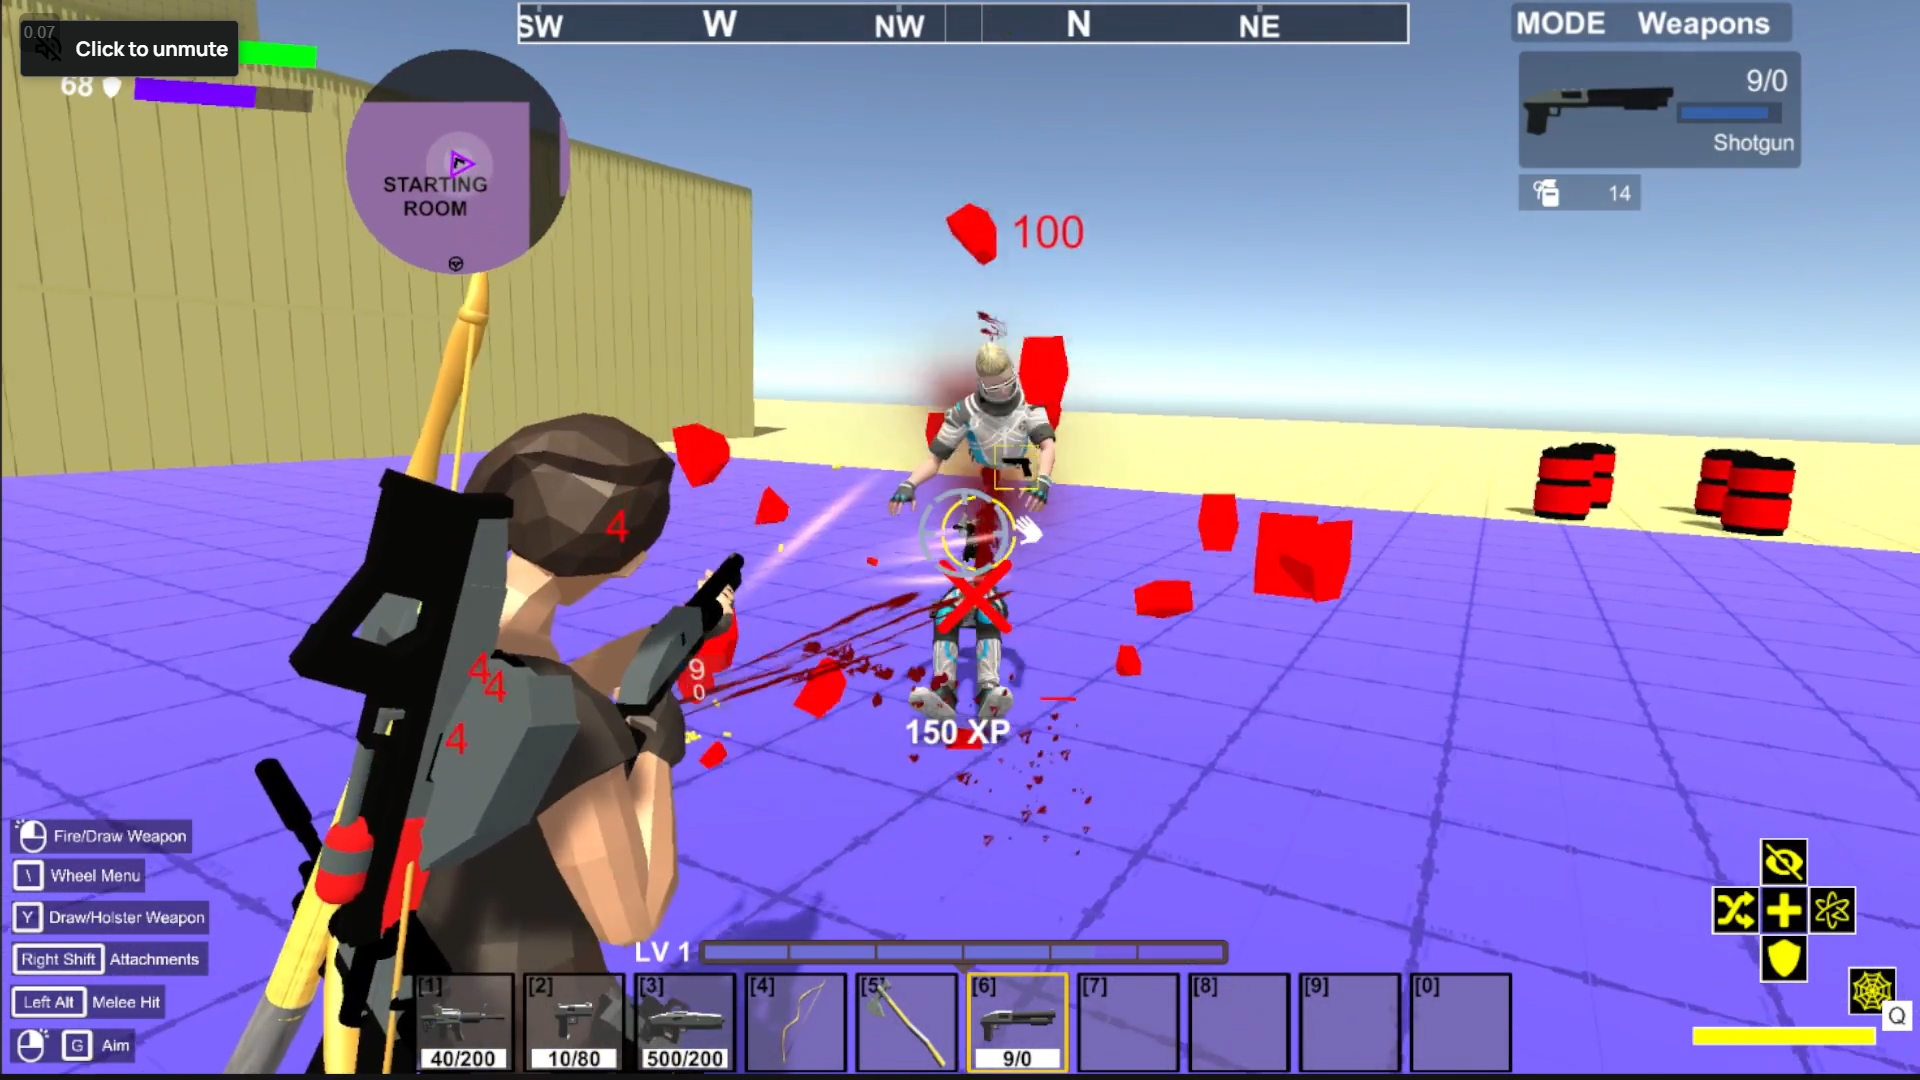 0.07
Click to unmute
68
SW W NW N NE
MODE Weapons
9/0
Shotgun
14
STARTING
ROOM
100
4
4
4
4
9
0
150 XP
Fire/Draw Weapon
\ Wheel Menu
Y Draw/Holster Weapon
Right Shift Attachments
Left Alt Melee Hit
G Aim
LV 1
[1] [2] [3] [4] [5] [6] [7] [8] [9] [0]
40/200 10/80 500/200 9/0
Q